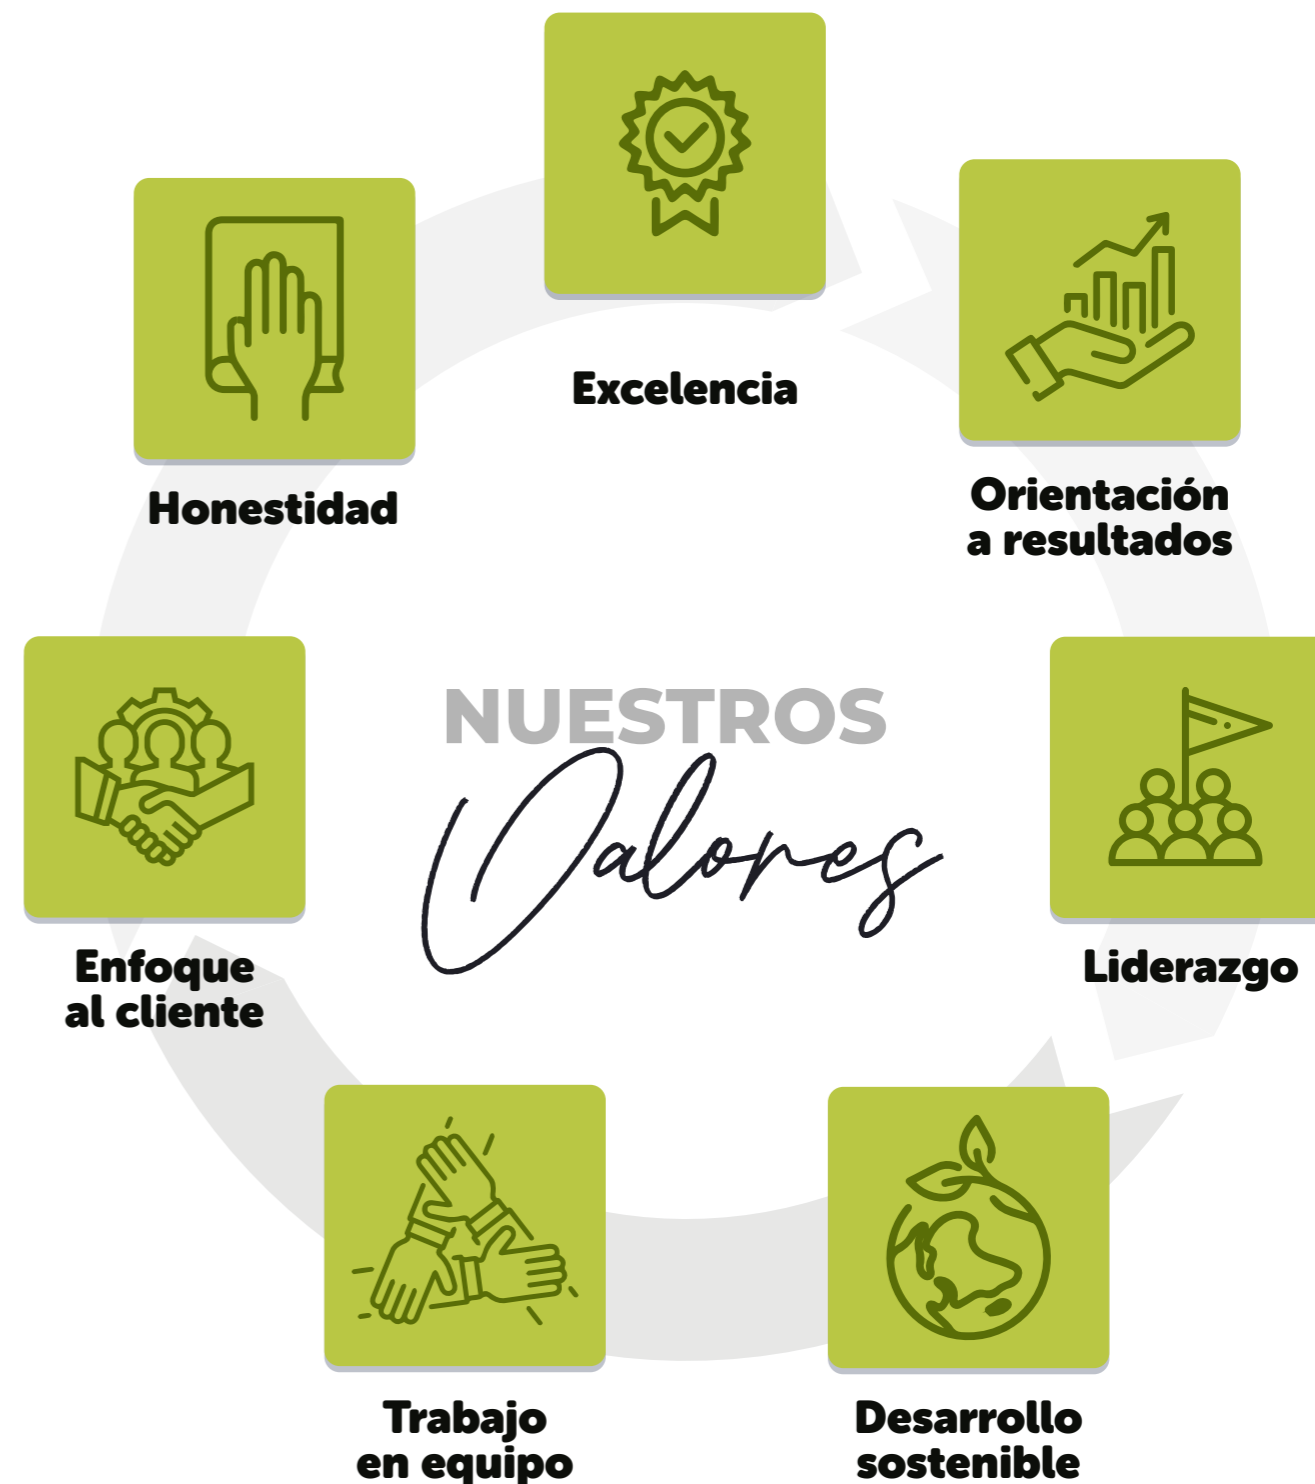 Excelencia
Honestidad
Orientación
a resultados
NUESTROS
Valores
Enfoque
al cliente
Liderazgo
Trabajo
en equipo
Desarrollo
sostenible